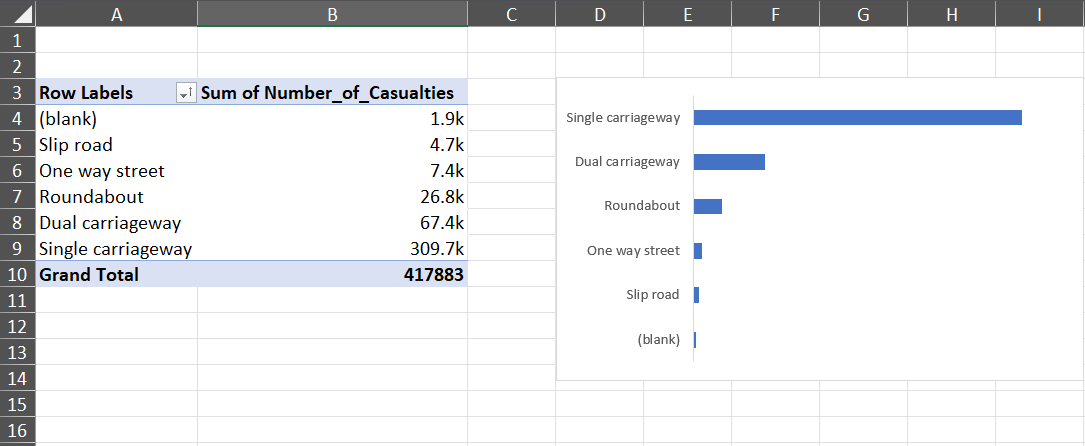 A B C D E F G H I
1
2
3 Row Labels Sum of Number_of_Casualties
4 (blank) 1.9k
5 Slip road 4.7k
6 One way street 7.4k
7 Roundabout 26.8k
8 Dual carriageway 67.4k
9 Single carriageway 309.7k
10 Grand Total 417883
11
12
13
14
15
16
Single carriageway
Dual carriageway
Roundabout
One way street
Slip road
(blank)